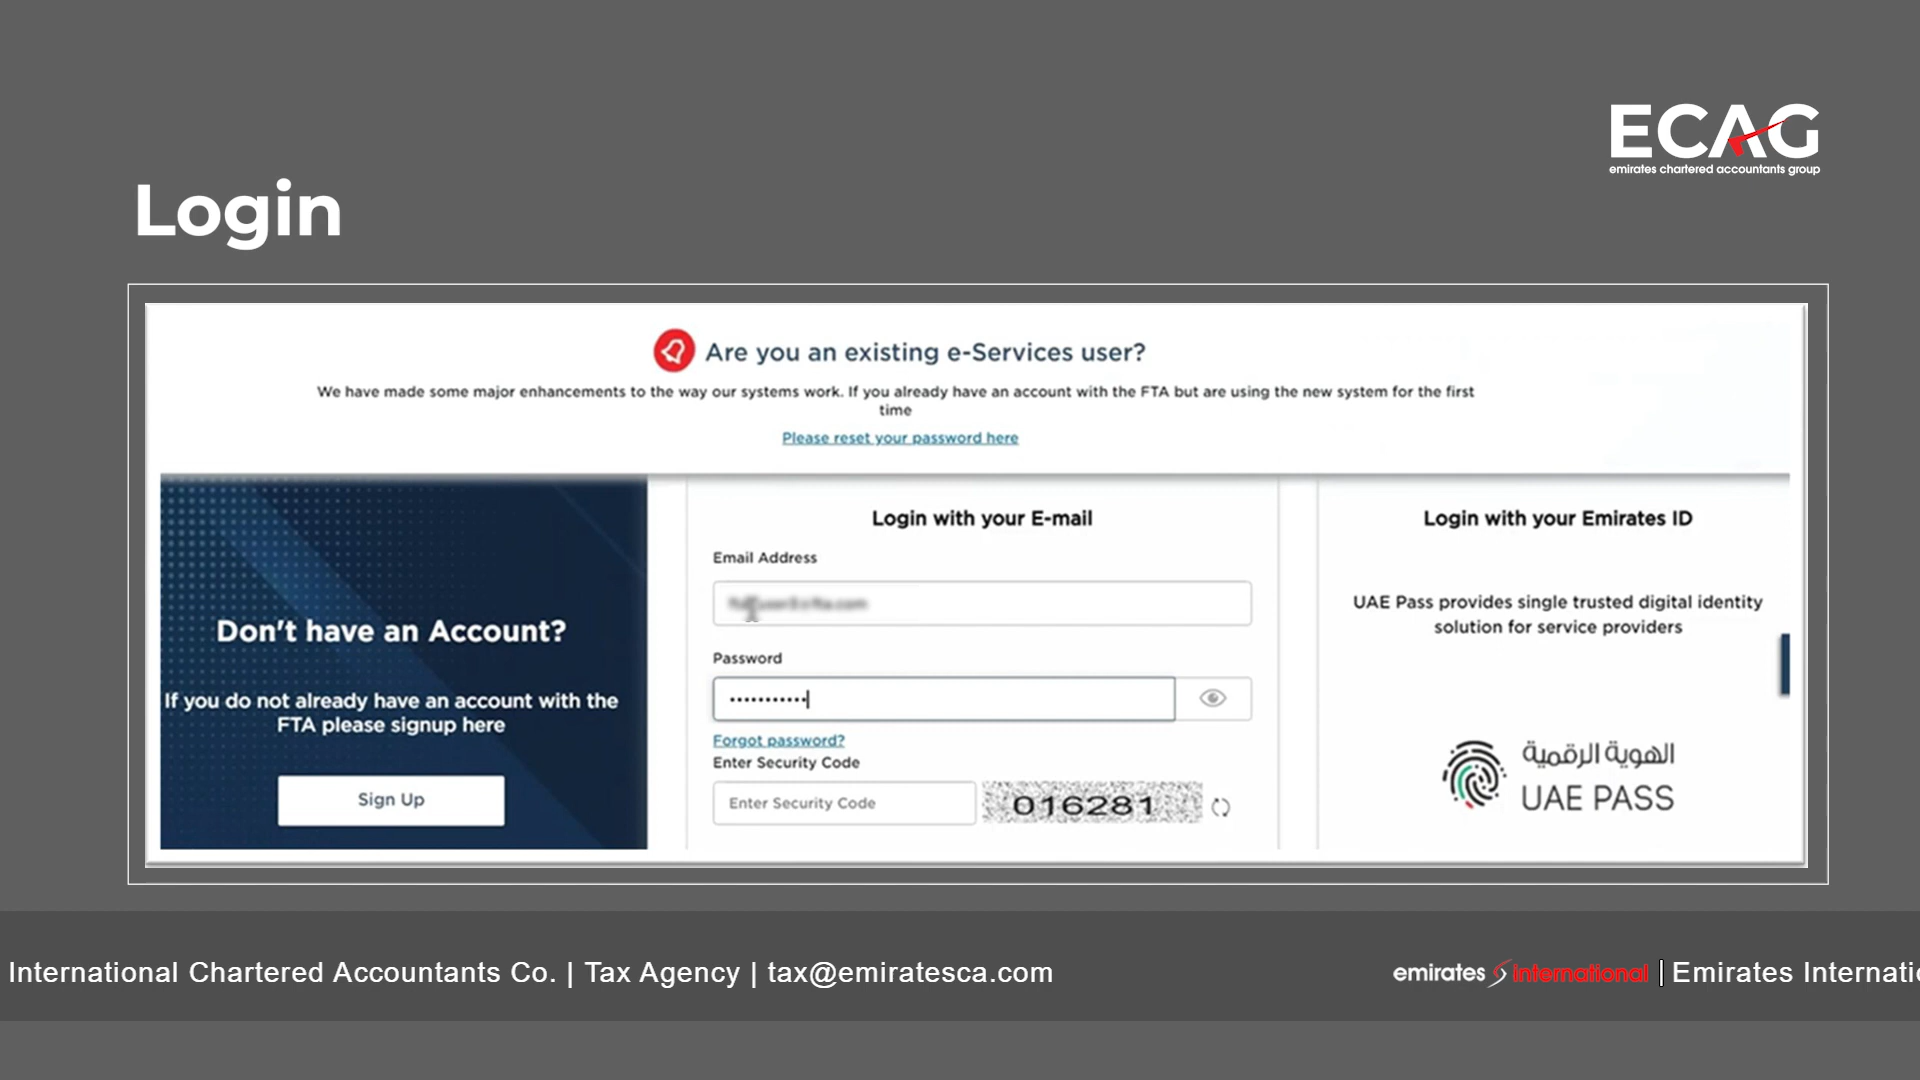 ECAG
emirates chartered accountants group
Login
Are you an existing e-Services user?
We have made some major enhancements to the way our systems work. If you already have an account with the FTA but are using the new system for the first
time
Please reset your password here
Don't have an Account?
If you do not already have an account with the
FTA please signup here
Sign Up
Login with your E-mail
Email Address
Password
Forgot password?
Enter Security Code
Enter Security Code
016281
Login with your Emirates ID
UAE Pass provides single trusted digital identity
solution for service providers
الهوية الرقمية
UAE PASS
International Chartered Accountants Co. | Tax Agency | tax@emiratesca.com
emirates international | Emirates Internatio